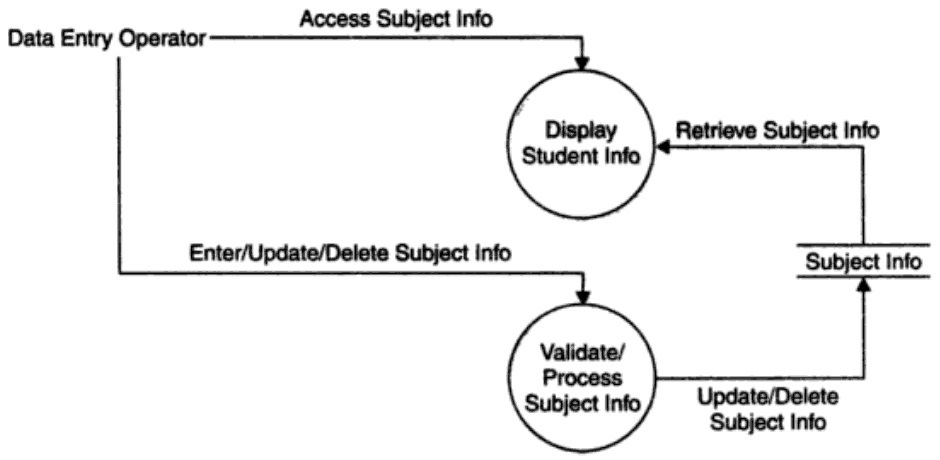 Access Subject Info
Data Entry Operator
Display
Student Info
Retrieve Subject Info
Enter/Update/Delete Subject Info
Subject Info
Validate/
Process
Subject Info
Update/Delete
Subject Info